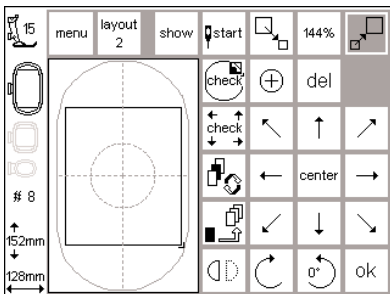 15
menu
layout
2
show
start
144%
check
del
check
center
# 8
152mm
128mm
0°
ok